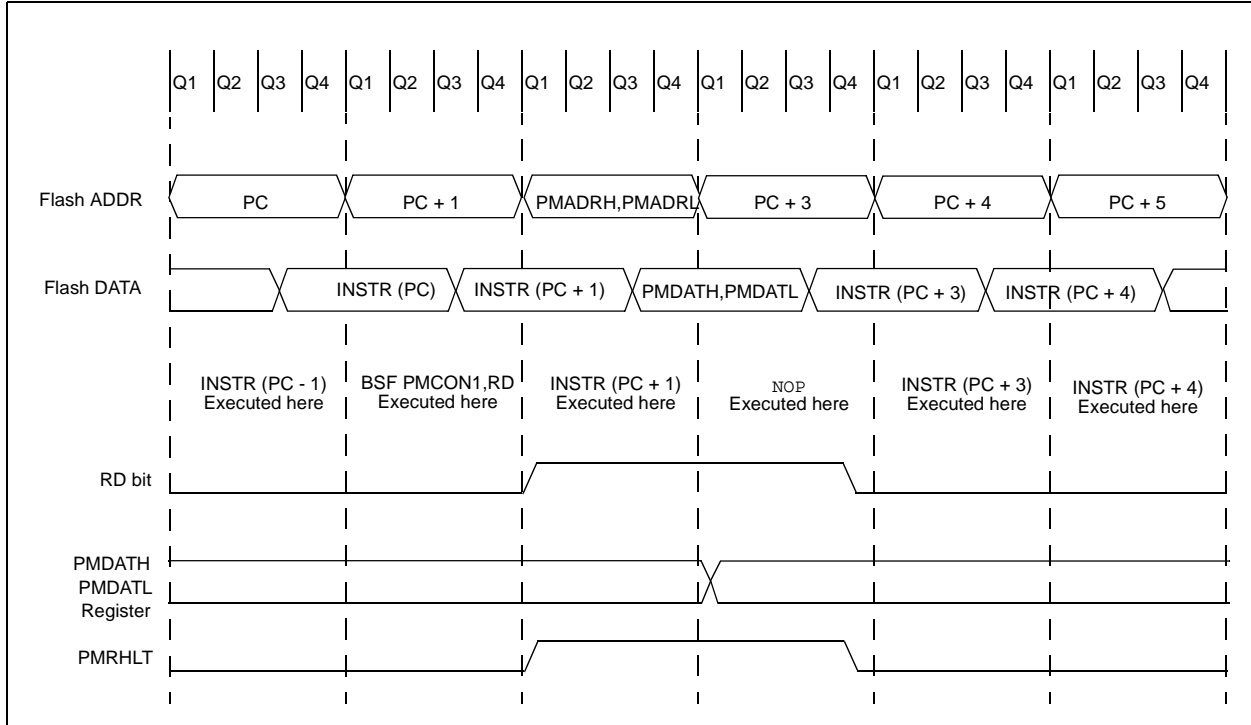 Q1 Q2 Q3 Q4 Q1 Q2 Q3 Q4 Q1 Q2 Q3 Q4 Q1 Q2 Q3 Q4 Q1 Q2 Q3 Q4 Q1 Q2 Q3 Q4
Flash ADDR PC PC + 1 PMADRH,PMADRL PC + 3 PC + 4 PC + 5
Flash DATA INSTR (PC) INSTR (PC + 1) PMDATH,PMDATL INSTR (PC + 3) INSTR (PC + 4)
INSTR (PC - 1) BSF PMCON1,RD INSTR (PC + 1) NOP INSTR (PC + 3) INSTR (PC + 4)
Executed here Executed here Executed here Executed here Executed here Executed here
RD bit
PMDATH
PMDATL
Register
PMRHLT